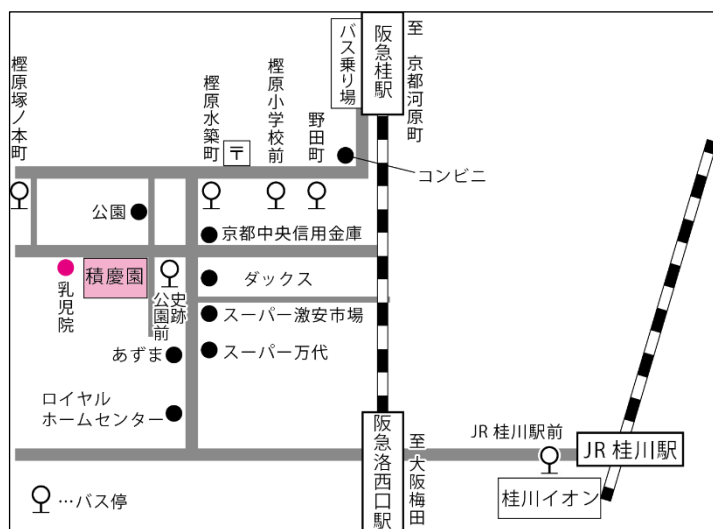 樫原塚ノ本町
樫原水築町
〒
樫原小学校前
野田町
バス乗り場
阪急桂駅
至 京都河原町
コンビニ
公園
京都中央信用金庫
乳児院
積慶園
史跡
公園前
ダックス
スーパー激安市場
あずま
スーパー万代
ロイヤル
ホームセンター
阪急洛西口駅
至大阪梅田
JR 桂川駅前
JR 桂川駅
桂川イオン
…バス停